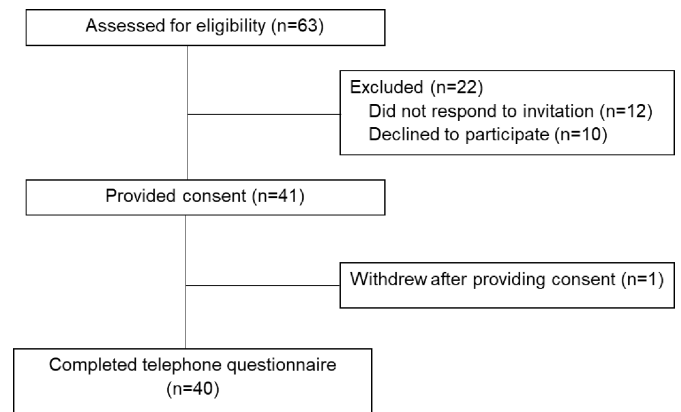 Assessed for eligibility (n=63)
Excluded (n=22)
Did not respond to invitation (n=12)
Declined to participate (n=10)
Provided consent (n=41)
Withdrew after providing consent (n=1)
Completed telephone questionnaire
(n=40)